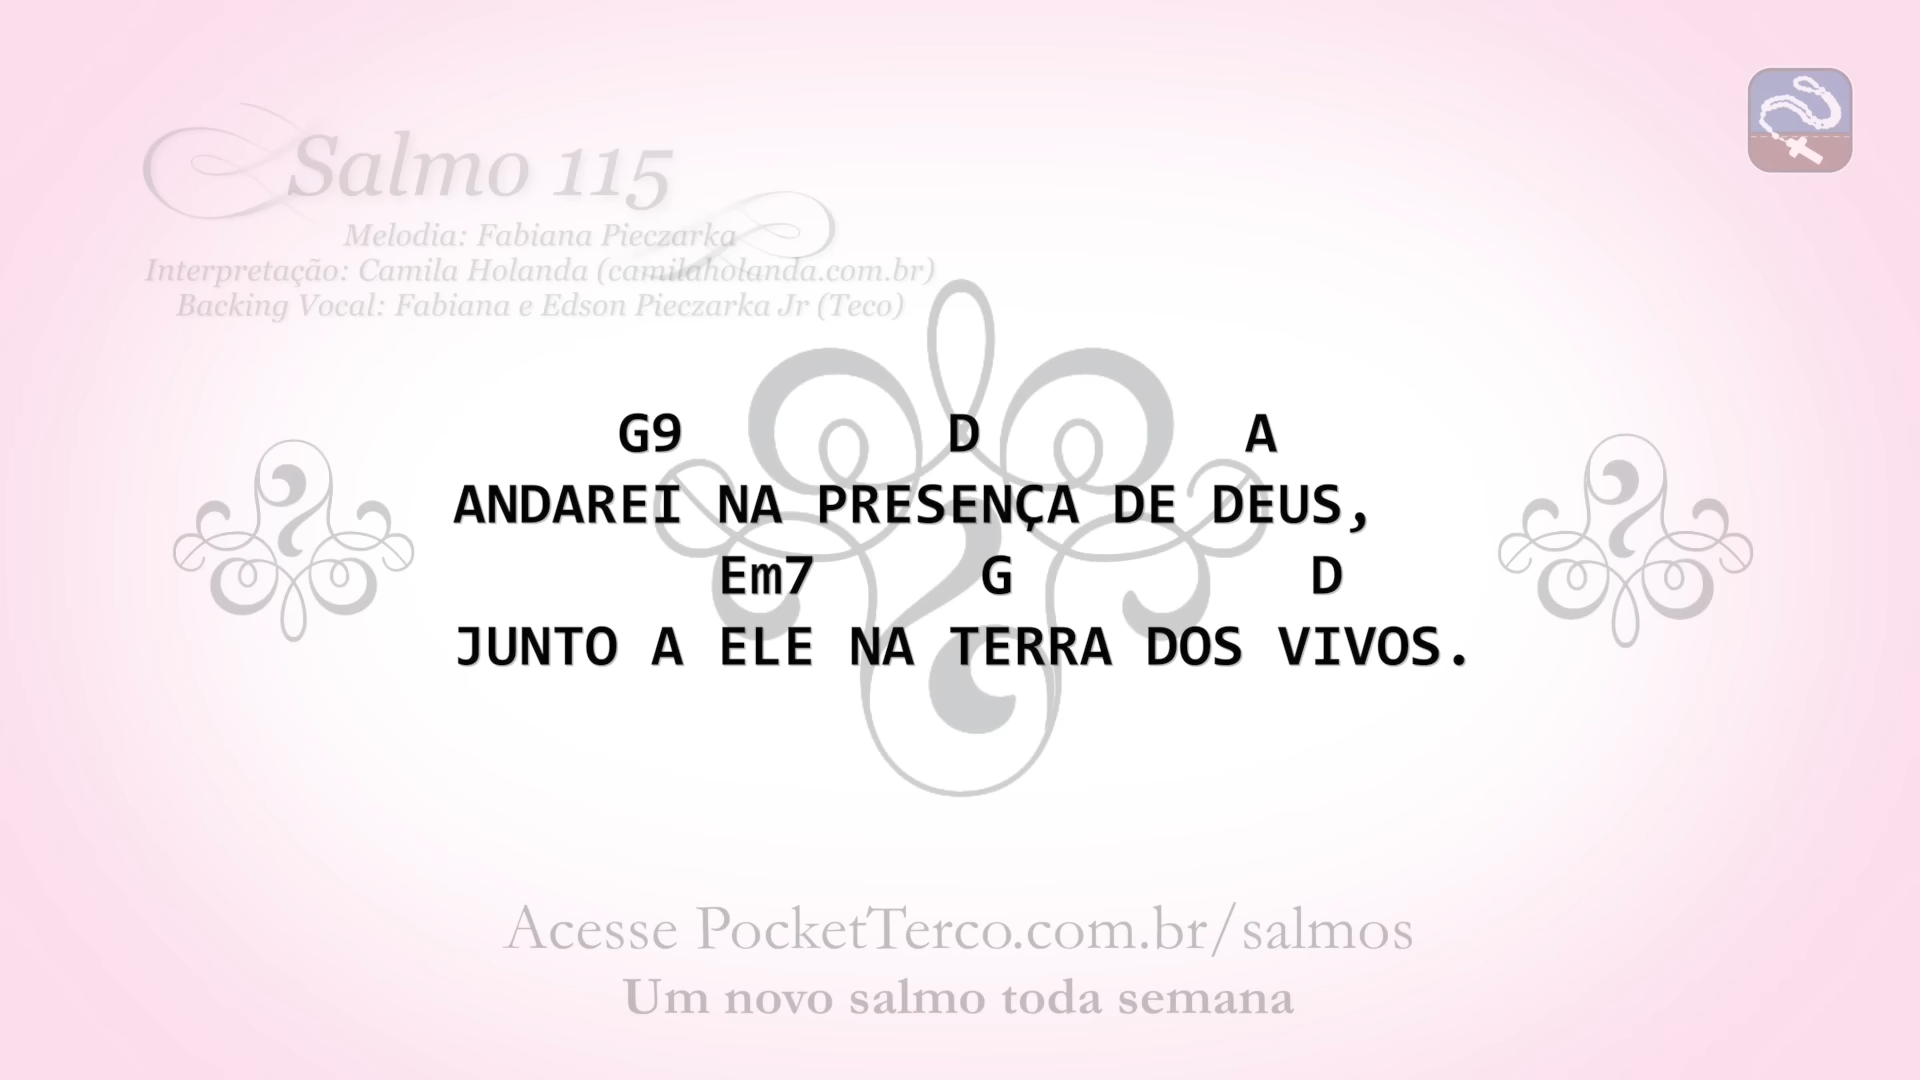 Salmo 115
Melodia: Fabiana Pieczarka
Interpretação: Camila Holanda (camilaholanda.com.br)
Backing Vocal: Fabiana e Edson Pieczarka Jr (Teco)
G9 D A
ANDAREI NA PRESENÇA DE DEUS,
Em7 G D
JUNTO A ELE NA TERRA DOS VIVOS.
Acesse PocketTerco.com.br/salmos
Um novo salmo toda semana